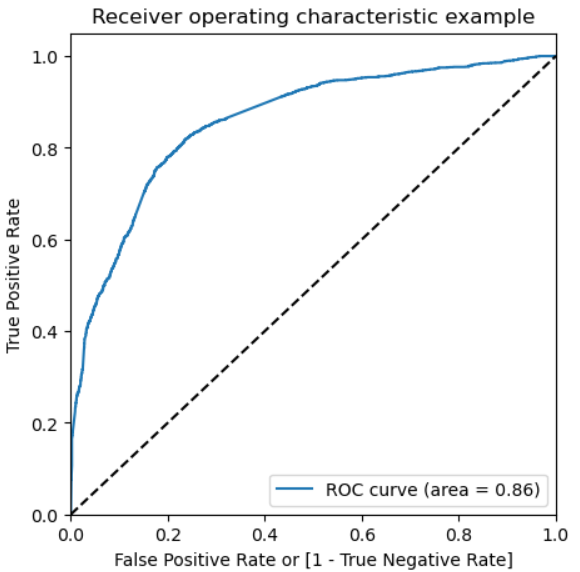 Receiver operating characteristic example
1.0
0.8
0.6
0.4
0.2
0.0
True Positive Rate
ROC curve (area = 0.86)
0.0 0.2 0.4 0.6 0.8 1.0
False Positive Rate or [1 - True Negative Rate]